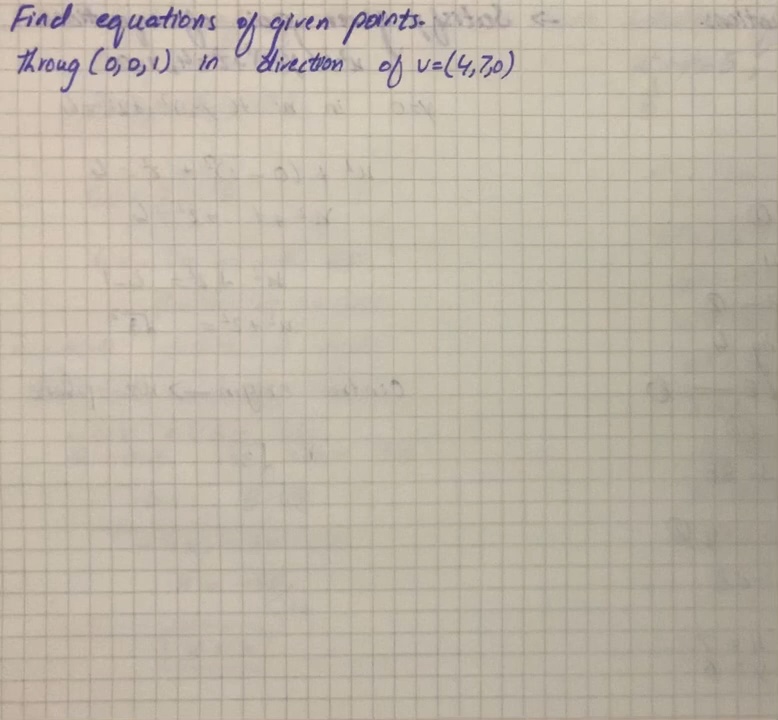 Find equations of given points.
Throug (0,0,1) in direction of v=(4,7,0)